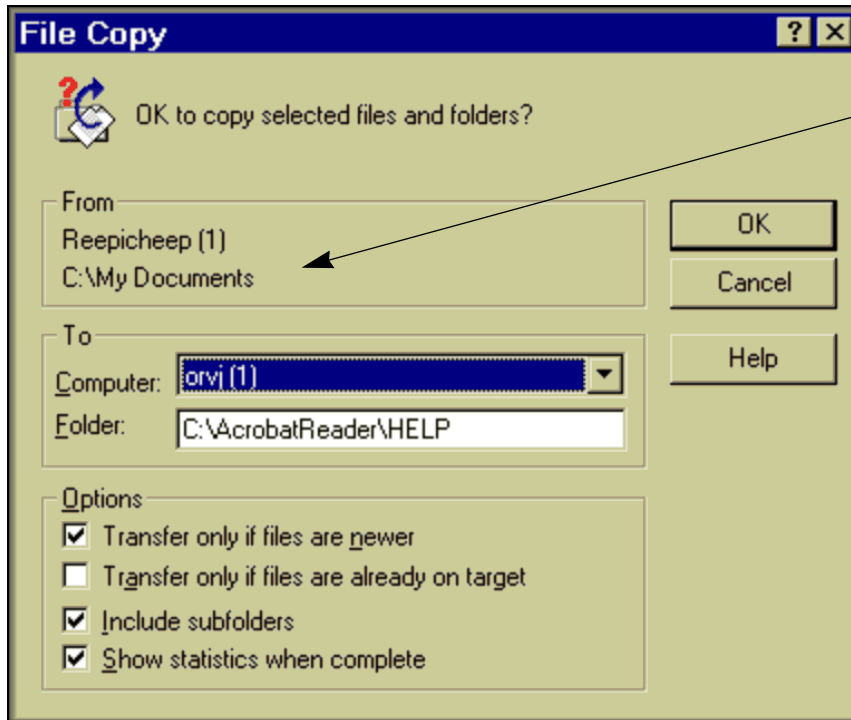 File Copy
OK to copy selected files and folders?
From
Reepicheep (1)
C:\My Documents
OK
Cancel
To
Computer: orvj (1)
Help
Folder: C:\AcrobatReader\HELP
Options
Transfer only if files are newer
Transfer only if files are already on target
Include subfolders
Show statistics when complete